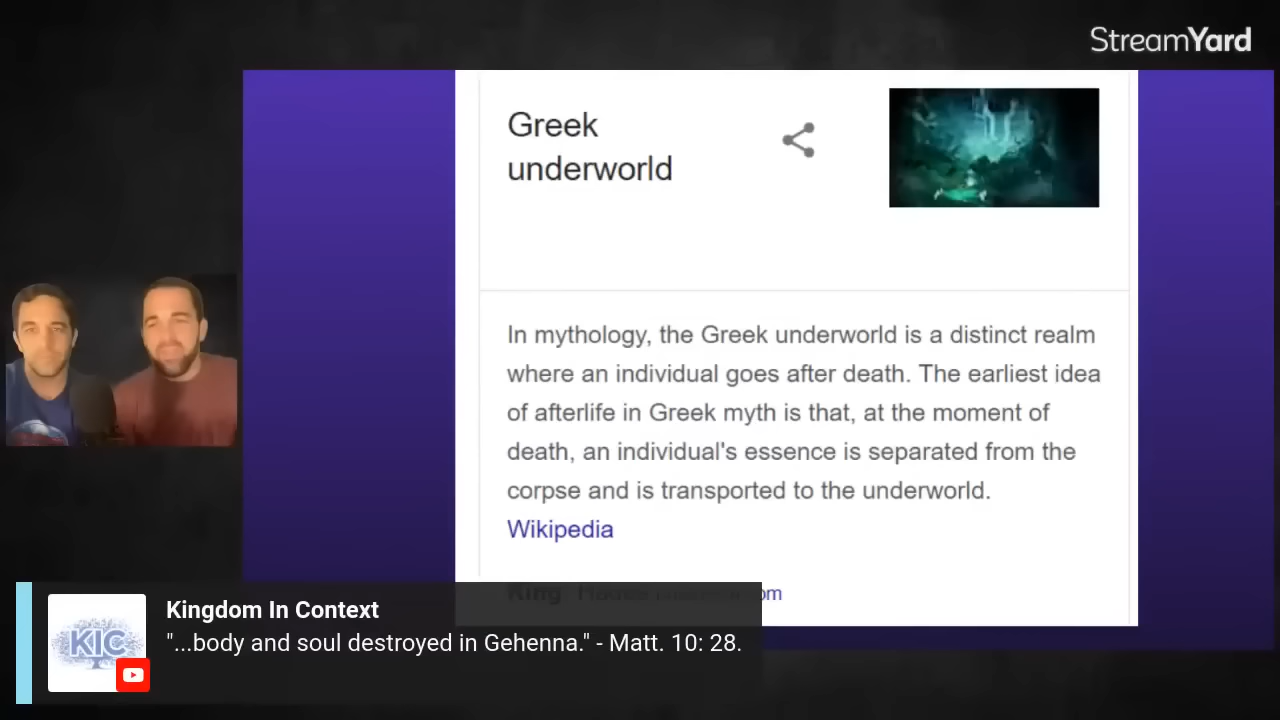 StreamYard
Greek
underworld
In mythology, the Greek underworld is a distinct realm
where an individual goes after death. The earliest idea
of afterlife in Greek myth is that, at the moment of
death, an individual's essence is separated from the
corpse and is transported to the underworld.
Wikipedia
King: Hades
KIC
Kingdom In Context
"...body and soul destroyed in Gehenna." - Matt. 10: 28.